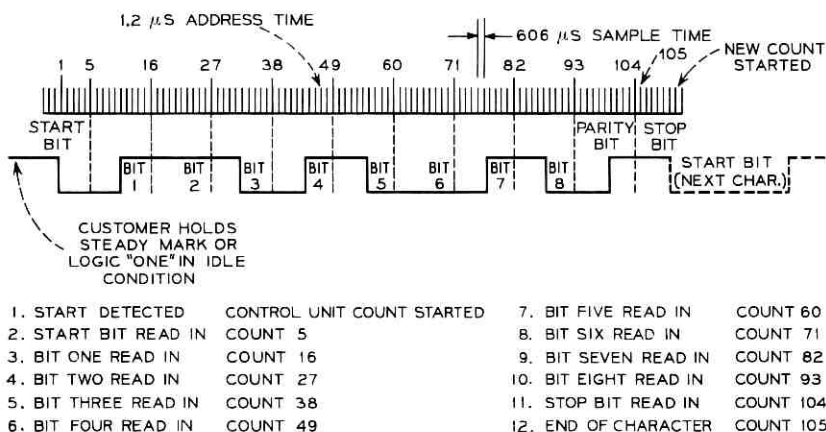 1.2 μS ADDRESS TIME
606 μS SAMPLE TIME
105
NEW COUNT STARTED
1 5 16 27 38 49 60 71 82 93 104
START BIT
PARITY BIT
STOP BIT
BIT 1
BIT 2
BIT 3
BIT 4
BIT 5
BIT 6
BIT 7
BIT 8
START BIT
(NEXT CHAR.)
CUSTOMER HOLDS
STEADY MARK OR
LOGIC "ONE" IN IDLE
CONDITION
1. START DETECTED CONTROL UNIT COUNT STARTED
2. START BIT READ IN COUNT 5
3. BIT ONE READ IN COUNT 16
4. BIT TWO READ IN COUNT 27
5. BIT THREE READ IN COUNT 38
6. BIT FOUR READ IN COUNT 49
7. BIT FIVE READ IN COUNT 60
8. BIT SIX READ IN COUNT 71
9. BIT SEVEN READ IN COUNT 82
10. BIT EIGHT READ IN COUNT 93
11. STOP BIT READ IN COUNT 104
12. END OF CHARACTER COUNT 105